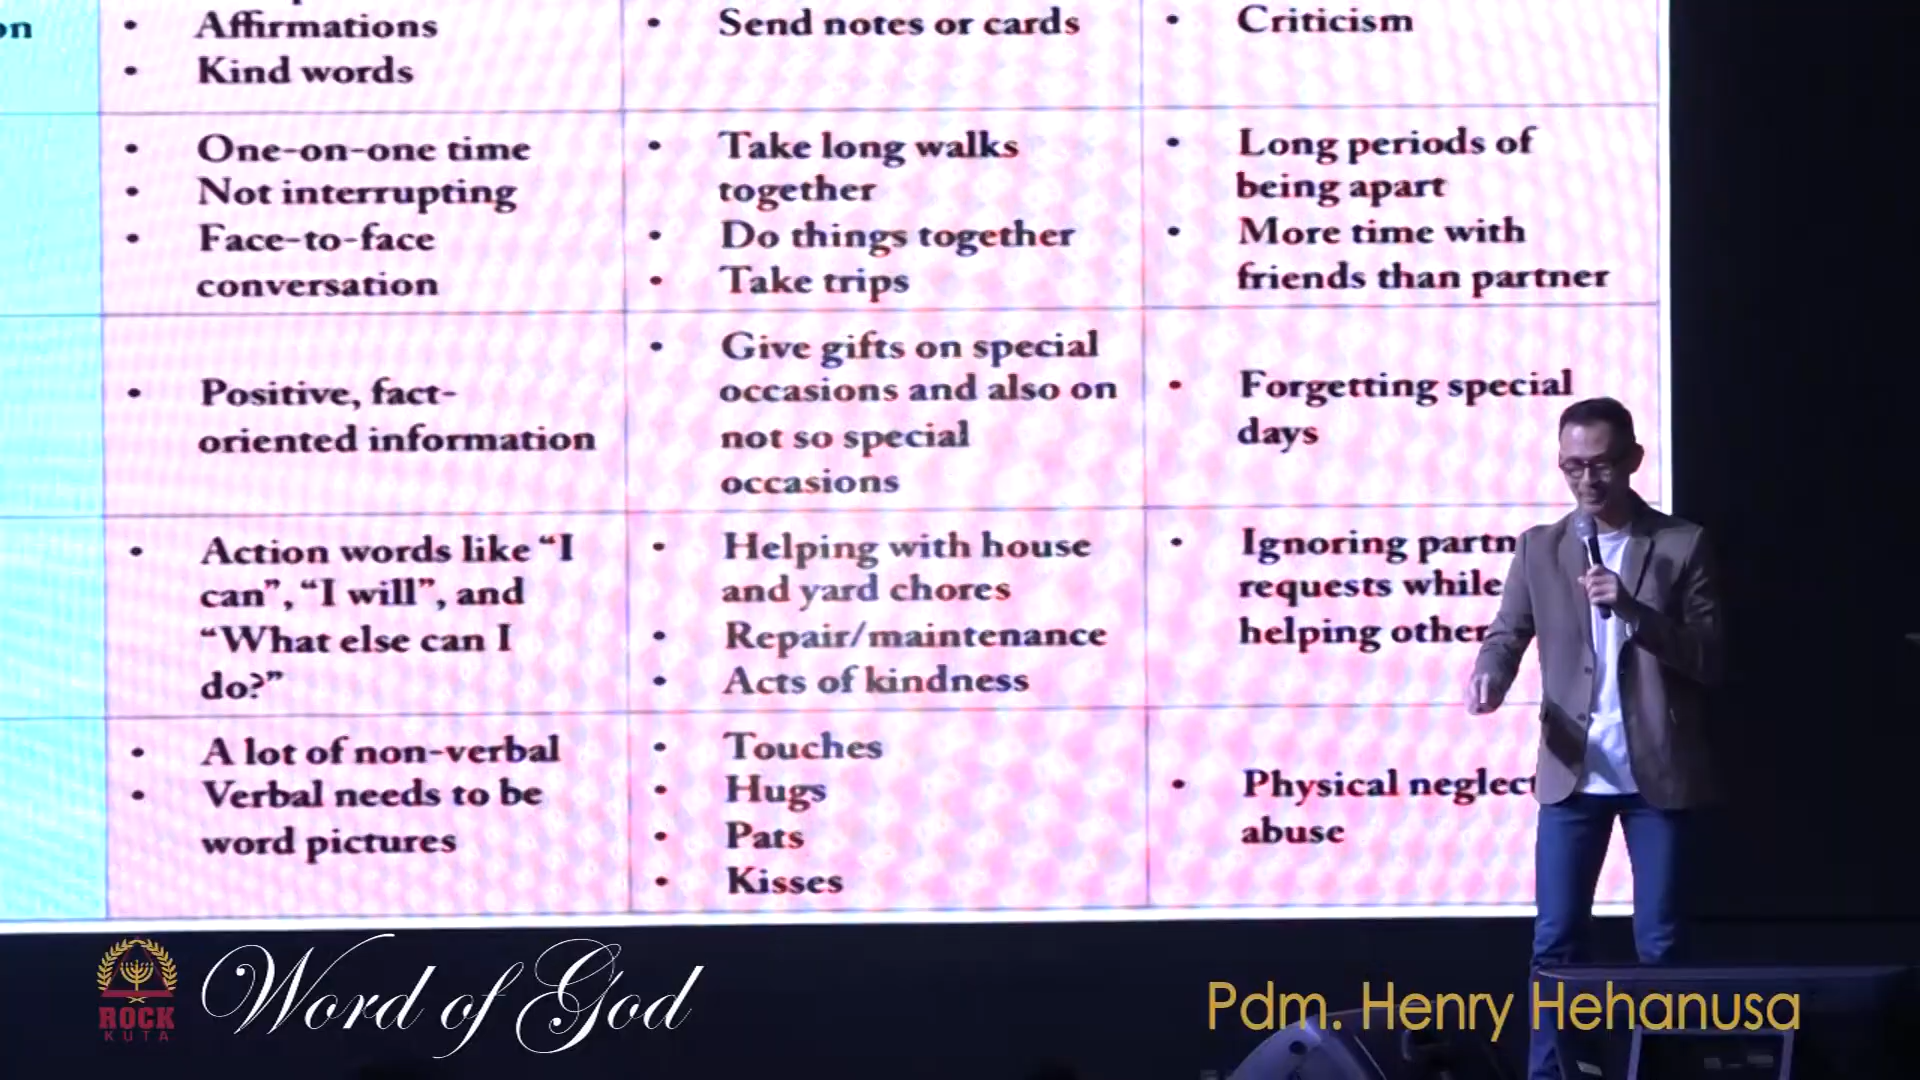 Affirmations
Kind words
Send notes or cards
Criticism
One-on-one time
Not interrupting
Face-to-face
conversation
Take long walks
together
Do things together
Take trips
Long periods of
being apart
More time with
friends than partner
Positive, fact-
oriented information
Give gifts on special
occasions and also on
not so special
occasions
Forgetting special
days
Action words like “I
can”, “I will”, and
“What else can I
do?”
Helping with house
and yard chores
Repair/maintenance
Acts of kindness
Ignoring
requests while
helping
A lot of non-verbal
Verbal needs to be
word pictures
Touches
Hugs
Pats
Kisses
Physical neglect
abuse
ROCK
KUTA
Word of God
Pdm. Henry Hehanusa